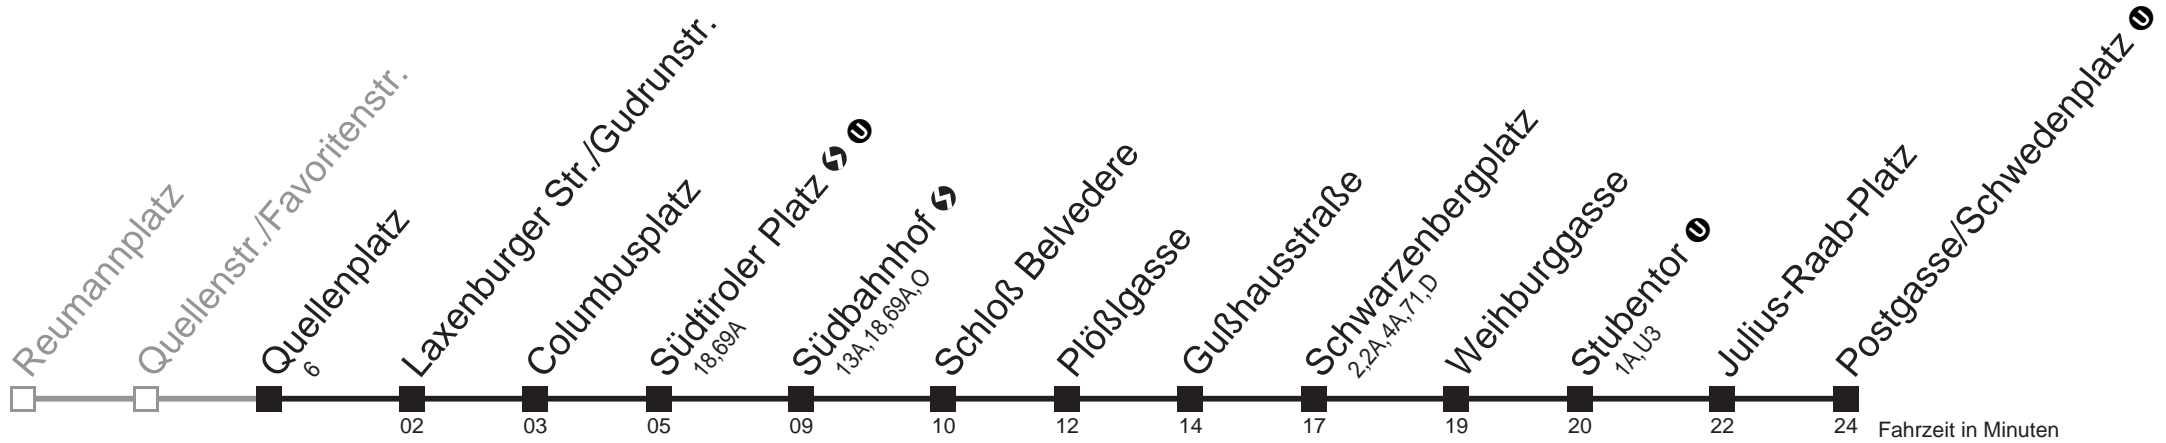 Reumannplatz
Quellenstr./Favoritenstr.
Quellenplatz
6
Laxenburger Str./Gudrunstr.
02
Columbusplatz
03
Südtiroler Platz U
18,69A
05
Südbahnhof
13A,18,69A,O
09
Schloß Belvedere
10
Plößlgasse
12
Gußhausstraße
14
Schwarzenbergplatz
2,2A,4A,71,D
17
Weihburggasse
19
Stubentor U
1A,U3
20
Julius-Raab-Platz
22
Postgasse/Schwedenplatz U
24
Fahrzeit in Minuten